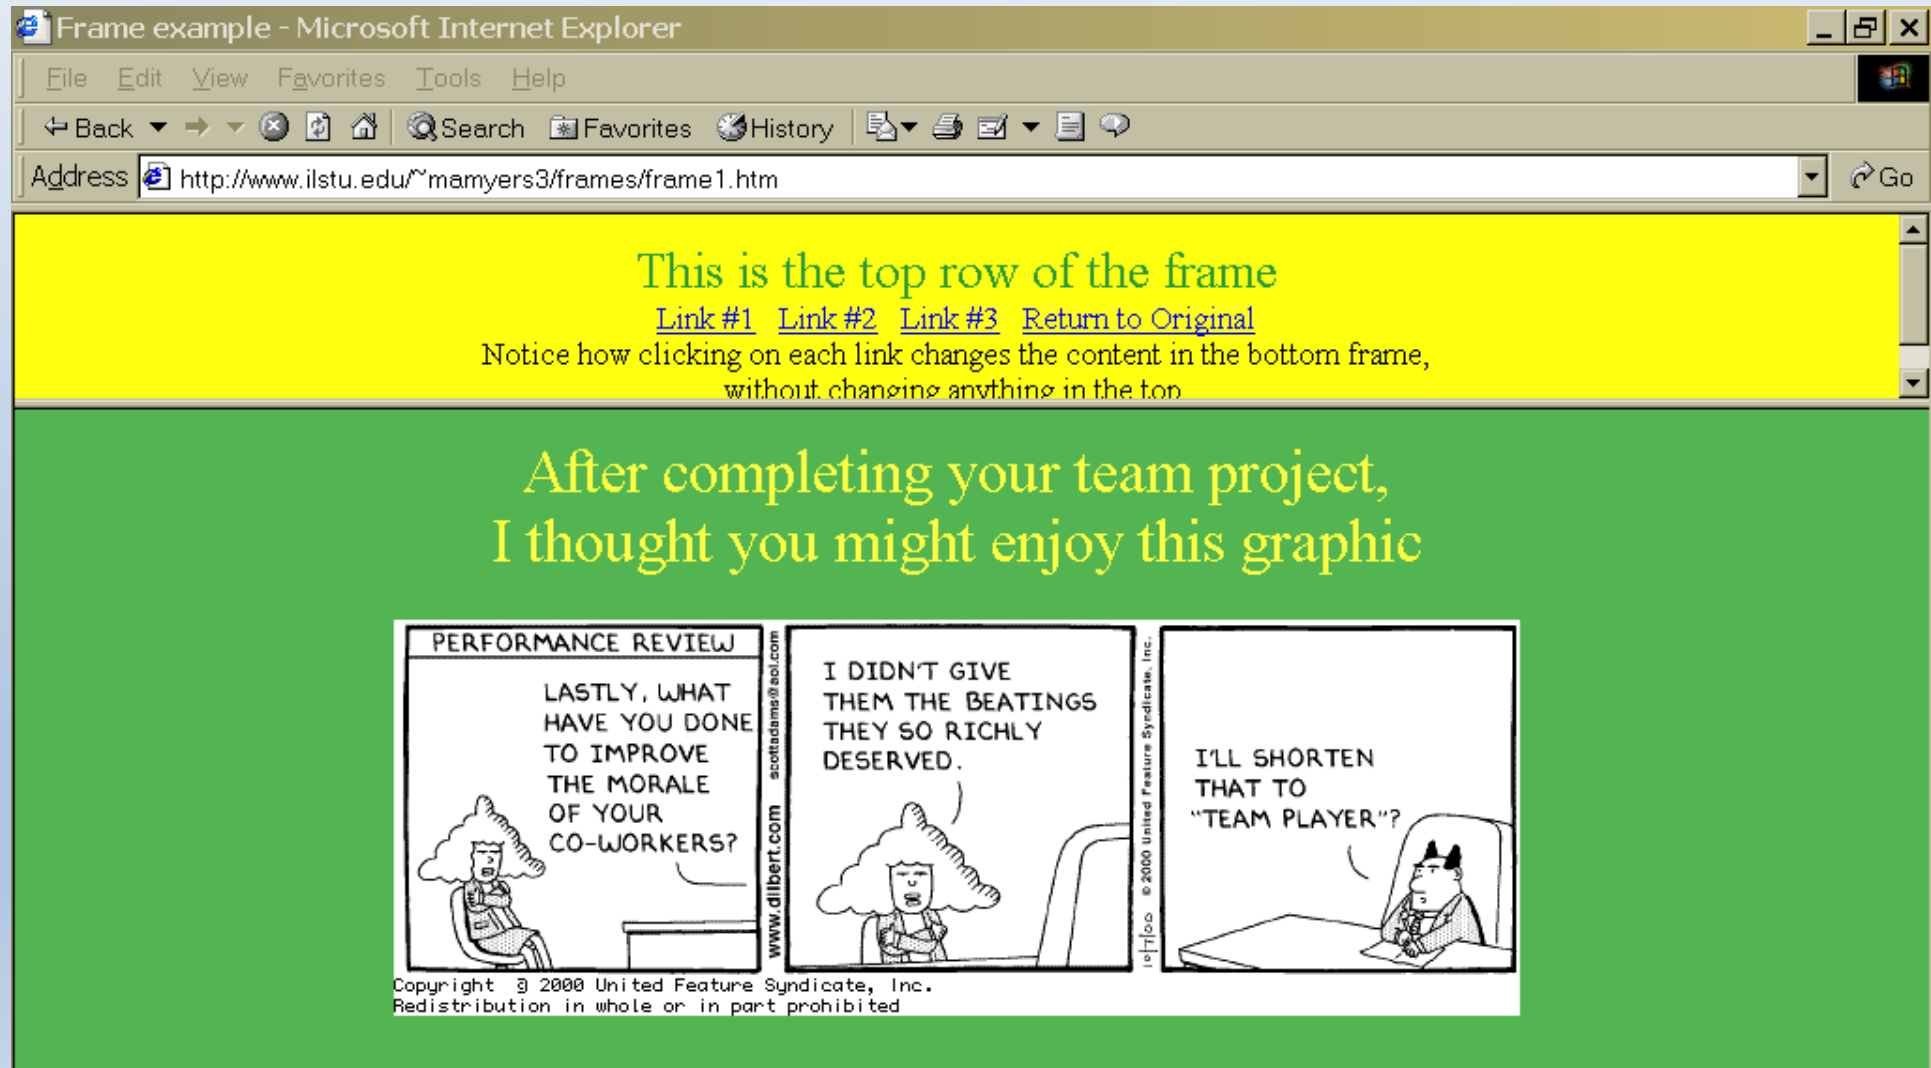 Frame example - Microsoft Internet Explorer
File Edit View Favorites Tools Help
Back Search Favorites History
Address http://www.ilstu.edu/~mamyers3/frames/frame1.htm Go
This is the top row of the frame
Link #1 Link #2 Link #3 Return to Original
Notice how clicking on each link changes the content in the bottom frame,
without changing anything in the top
After completing your team project,
I thought you might enjoy this graphic
PERFORMANCE REVIEW
LASTLY, WHAT
HAVE YOU DONE
TO IMPROVE
THE MORALE
OF YOUR
CO-WORKERS?
www.dilbert.com scottadams@aol.com
I DIDN'T GIVE
THEM THE BEATINGS
THEY SO RICHLY
DESERVED.
10/7/00 © 2000 United Feature Syndicate, Inc.
I'LL SHORTEN
THAT TO
"TEAM PLAYER"?
Copyright © 2000 United Feature Syndicate, Inc.
Redistribution in whole or in part prohibited